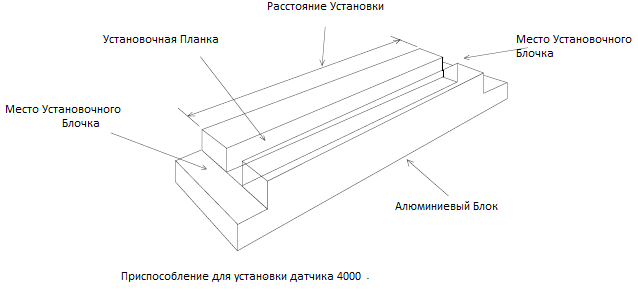 Расстояние Установки
Установочная Планка
Место Установочного
Блочка
Место Установочного
Блочка
Алюминиевый Блок
Приспособление для установки датчика 4000 .